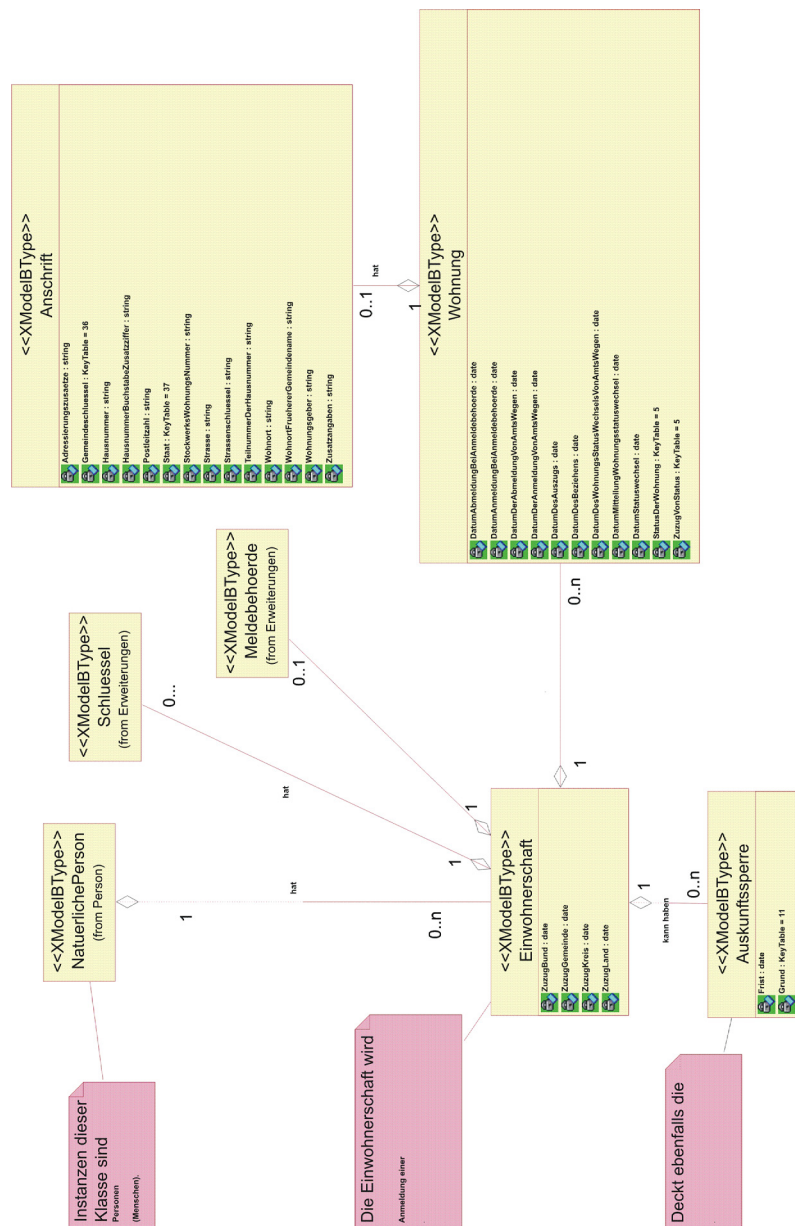 Instanzen dieser
Klasse sind
Personen
(Menschen).
<<XModelBType>>
NatuerlichePerson
(from Person)
<<XModelBType>>
Schluessel
(from Erweiterungen)
<<XModelBType>>
Meldebehoerde
(from Erweiterungen)
<<XModelBType>>
Anschrift
Adressierungszusaetze : string
Gemeindeschluessel : KeyTable = 36
Hausnummer : string
HausnummerBuchstabeZusatzziffer : string
Postleitzahl : string
Staat : KeyTable = 37
StockwerksWohnungsNummer : string
Strasse : string
Strassenschluessel : string
TeilnummerDerHausnummer : string
Wohnort : string
WohnortFruehererGemeindename : string
Wohnungsgeber : string
Zusatzangaben : string
1
hat
0..n
0...
hat
1
0..1
1
0..1
hat
1
Die Einwohnerschaft wird
Anmeldung einer
<<XModelBType>>
Einwohnerschaft
ZuzugBund : date
ZuzugGemeinde : date
ZuzugKreis : date
ZuzugLand : date
1
0..n
<<XModelBType>>
Wohnung
DatumAbmeldungBeiAnmeldebehoerde : date
DatumAnmeldungBeiAnmeldebehoerde : date
DatumDerAbmeldungVonAmtsWegen : date
DatumDerAnmeldungVonAmtsWegen : date
DatumDesAuszugs : date
DatumDesBeziehens : date
DatumDesWohnungsStatusWechselsVonAmtsWegen : date
DatumMitteilungWohnungsstatuswechsel : date
DatumStatuswechsel : date
StatusDerWohnung : KeyTable = 5
ZuzugVonStatus : KeyTable = 5
1
kann haben
0..n
Deckt ebenfalls die
<<XModelBType>>
Auskunftssperre
Frist : date
Grund : KeyTable = 11